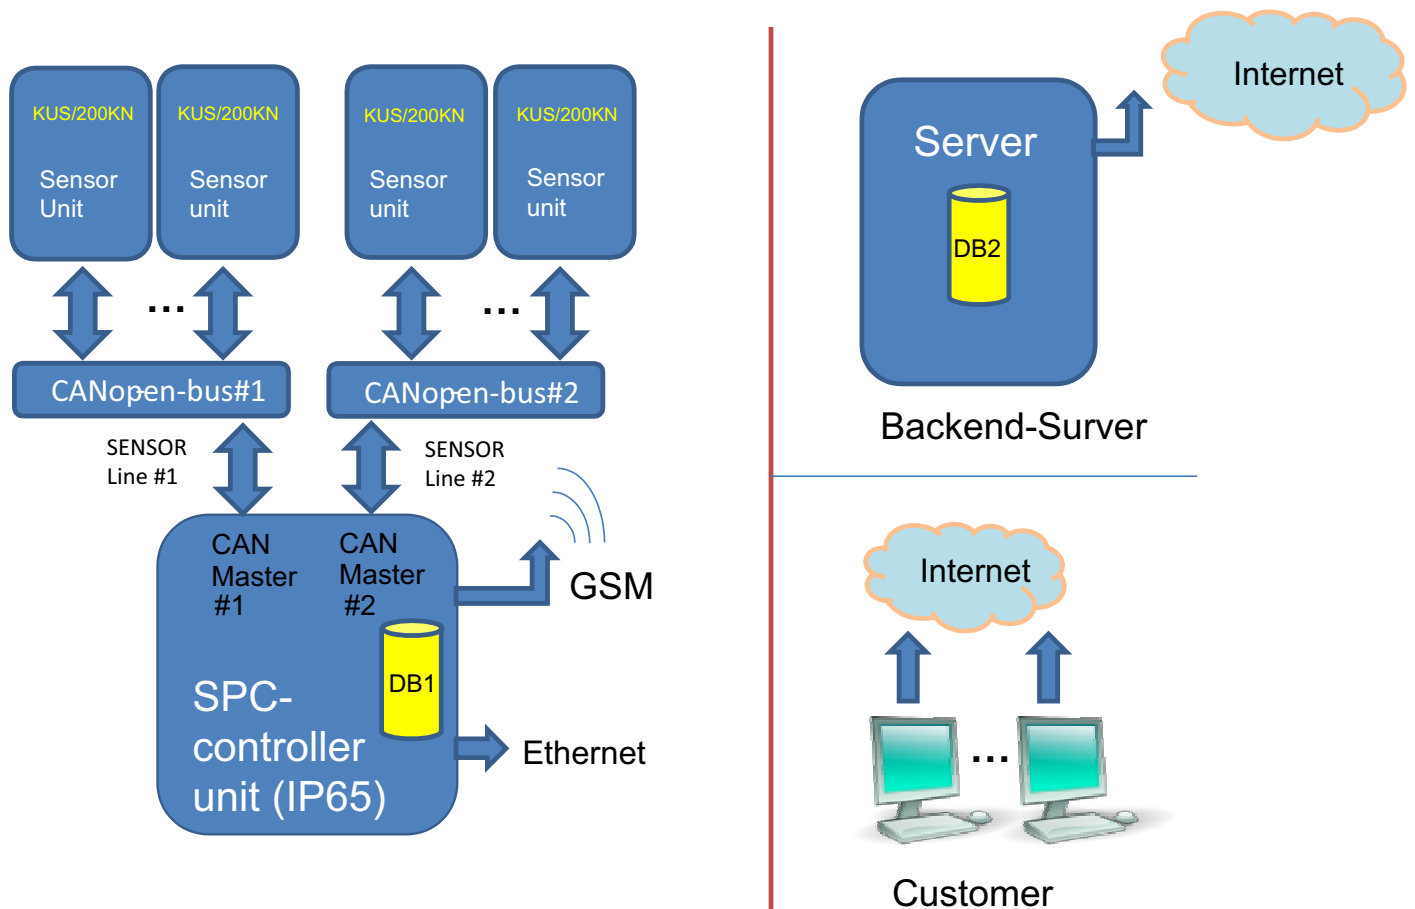 KUS/200KN
Sensor
Unit
KUS/200KN
Sensor
unit
KUS/200KN
Sensor
unit
KUS/200KN
Sensor
unit
...
...
CANopen-bus#1
CANopen-bus#2
SENSOR
Line #1
SENSOR
Line #2
CAN
Master
#1
CAN
Master
#2
GSM
DB1
SPC-
controller
unit (IP65)
Ethernet
Server
DB2
Internet
Backend-Surver
Internet
...
Customer